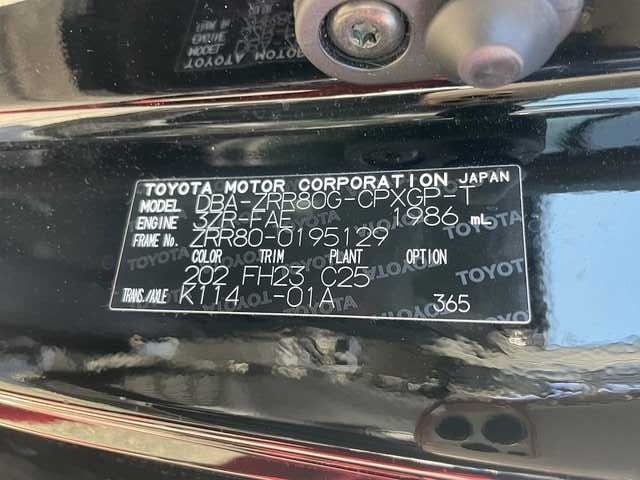 TOYOTA MOTOR CORPORATION JAPAN
MODEL DBA-ZRR80G-CPXGP-T
ENGINE 3ZR-FAE 1986 mL
FRAME No. ZRR80-0195129
COLOR TRIM PLANT OPTION
202 FH23 C25
TRANS./AXLE K114 -01A 365